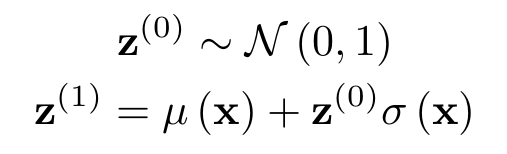 𝐳⁽⁰⁾ ∼ 𝒩 (0, 1)
𝐳⁽¹⁾ = μ (𝐱) + 𝐳⁽⁰⁾σ (𝐱)